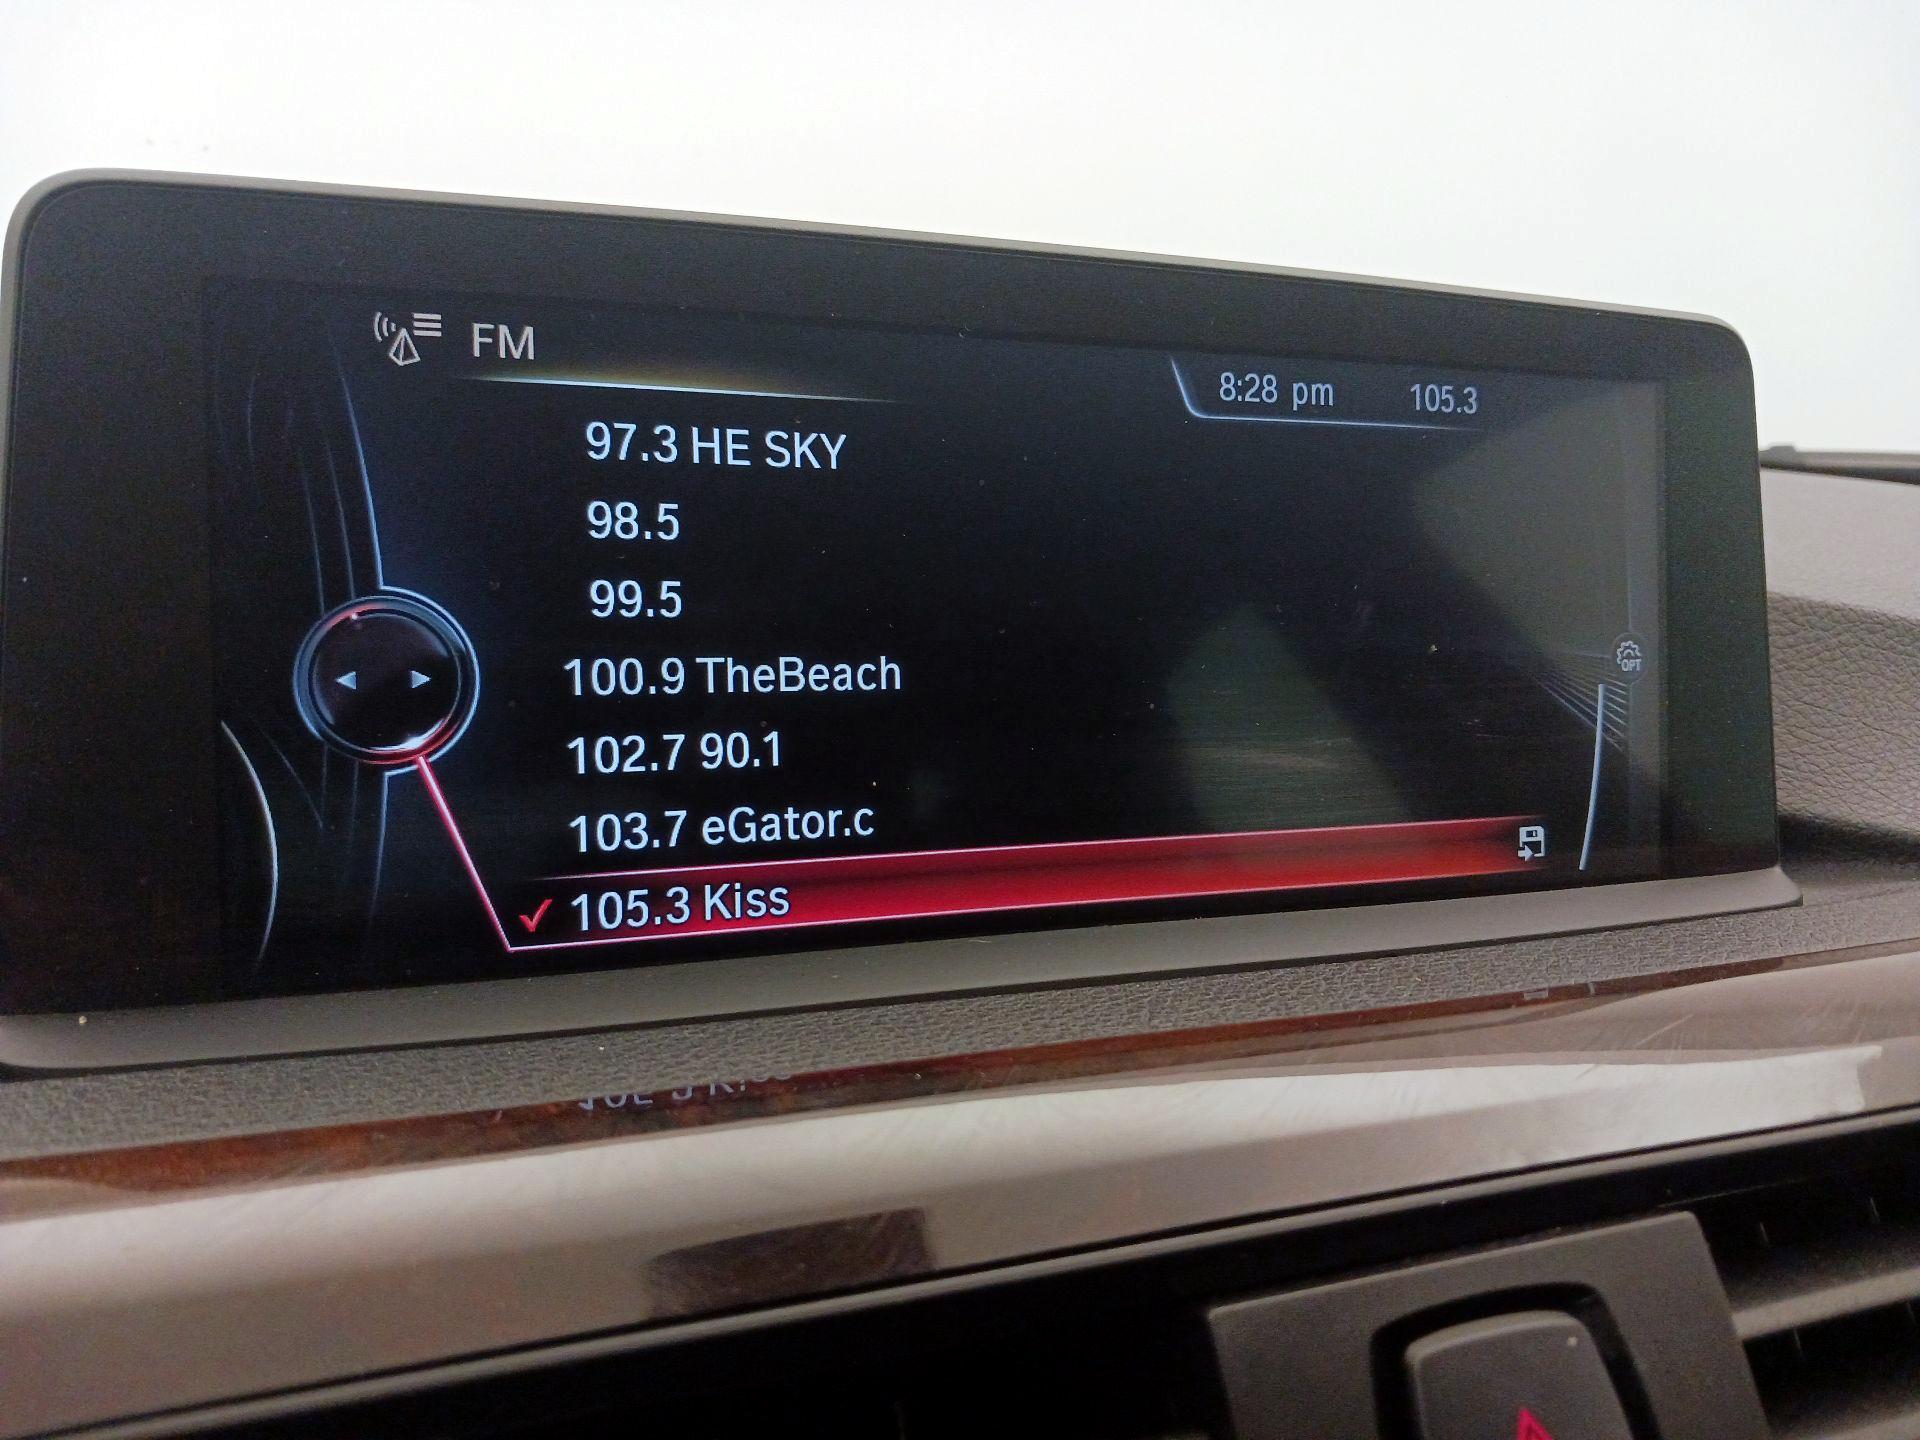 FM
8:28 pm 105.3
97.3 HE SKY
98.5
99.5
100.9 TheBeach
102.7 90.1
103.7 eGator.c
105.3 Kiss
OPT